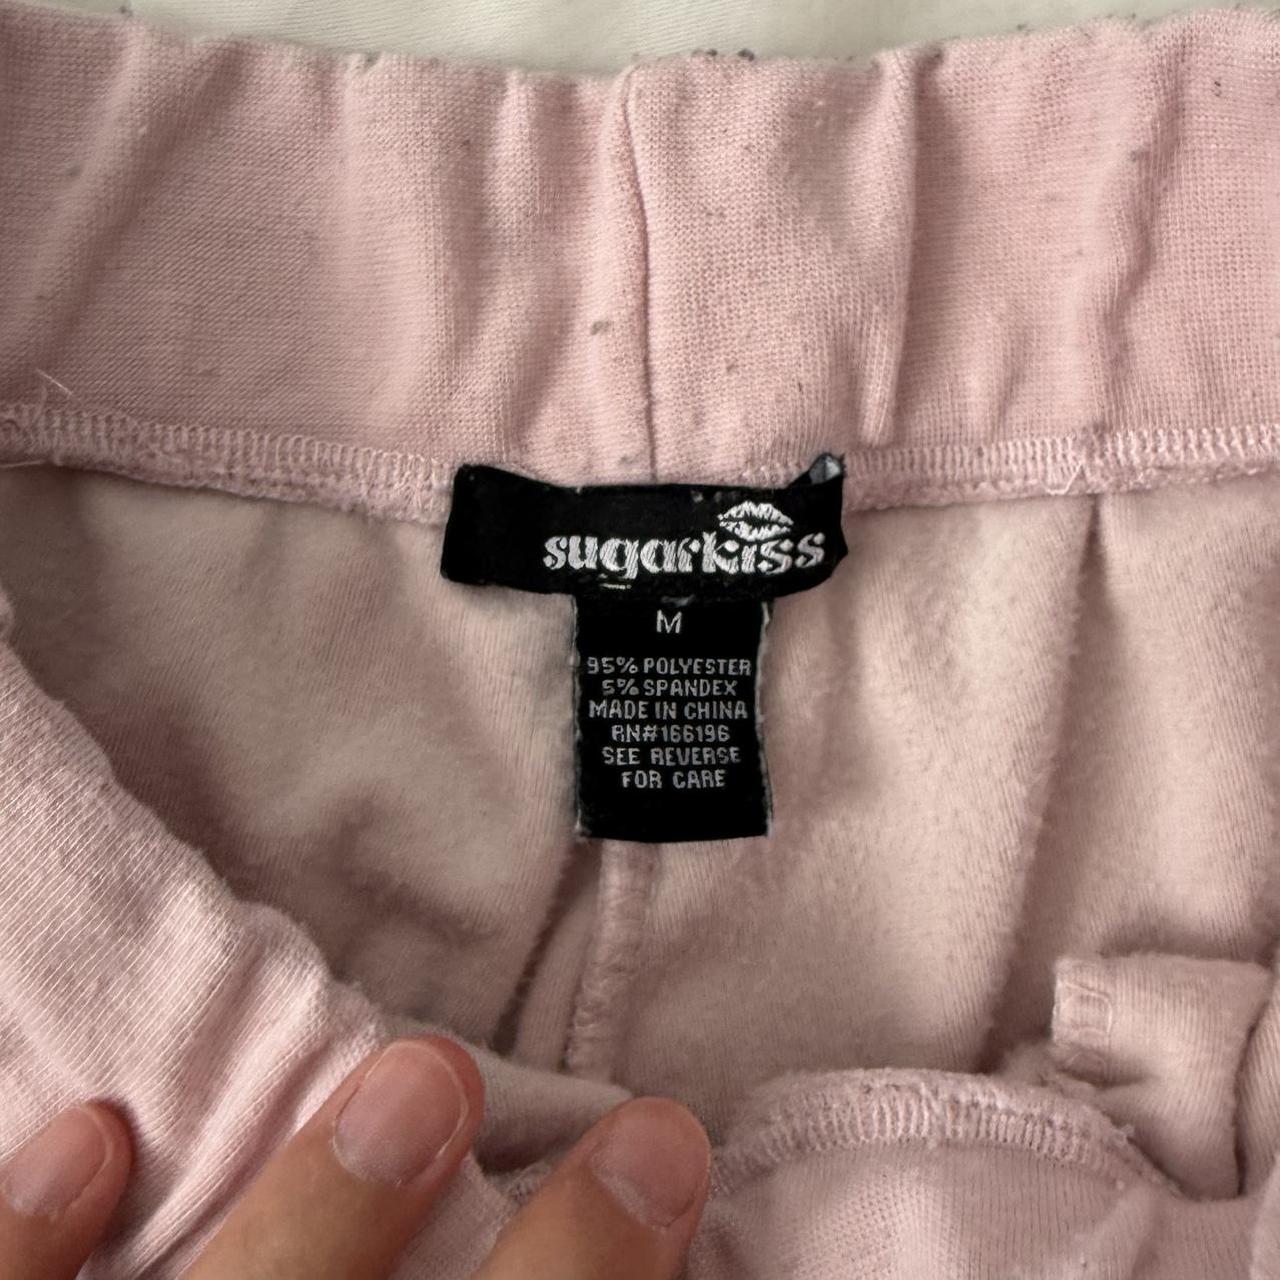 sugarkiss
M
95% POLYESTER
5% SPANDEX
MADE IN CHINA
RN#166196
SEE REVERSE
FOR CARE